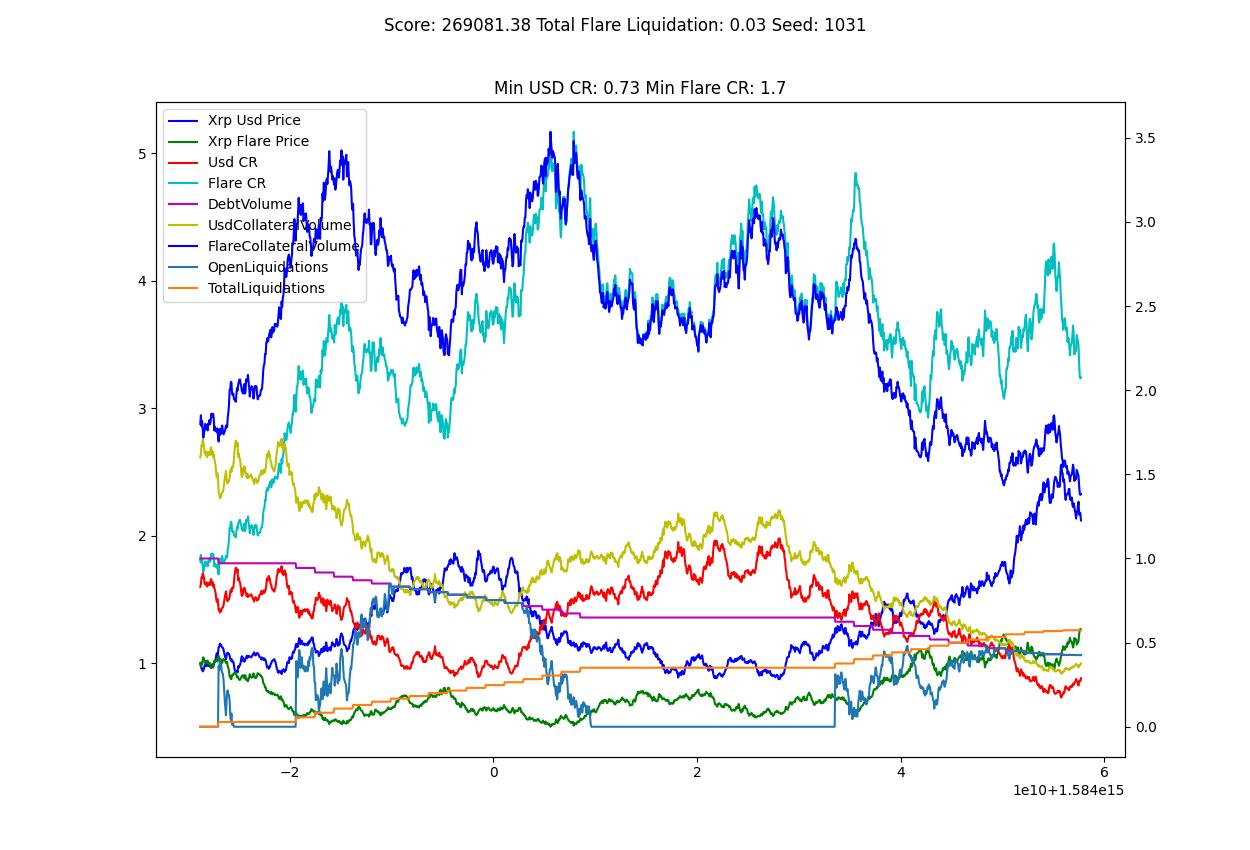 Score: 269081.38 Total Flare Liquidation: 0.03 Seed: 1031
Min USD CR: 0.73 Min Flare CR: 1.7
Xrp Usd Price
Xrp Flare Price
Usd CR
Flare CR
DebtVolume
UsdCollateralVolume
FlareCollateralVolume
OpenLiquidations
TotalLiquidations
5
4
3
2
1
3.5
3.0
2.5
2.0
1.5
1.0
0.5
0.0
−2
0
2
4
6
1e10+1.584e15